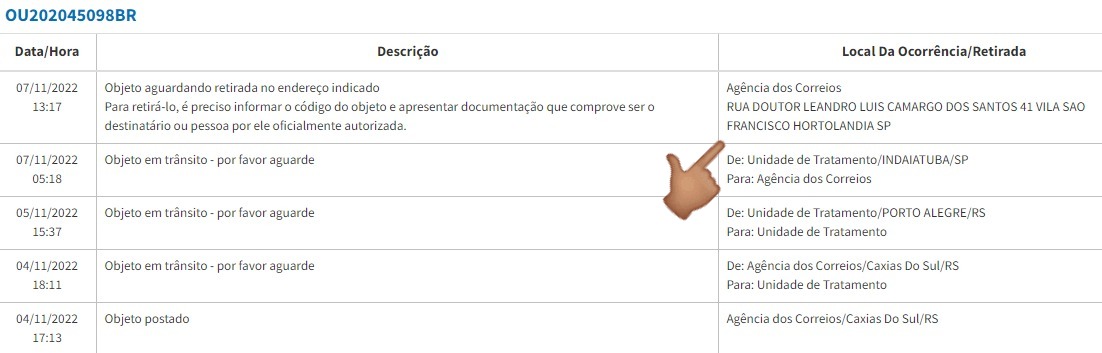 OU202045098BR
Data/Hora Descrição Local Da Ocorrência/Retirada
07/11/2022
13:17
Objeto aguardando retirada no endereço indicado
Para retirá-lo, é preciso informar o código do objeto e apresentar documentação que comprove ser o
destinatário ou pessoa por ele oficialmente autorizada.
Agência dos Correios
RUA DOUTOR LEANDRO LUIS CAMARGO DOS SANTOS 41 VILA SAO
FRANCISCO HORTOLANDIA SP
07/11/2022
05:18
Objeto em trânsito - por favor aguarde
De: Unidade de Tratamento/INDAIATUBA/SP
Para: Agência dos Correios
05/11/2022
15:37
Objeto em trânsito - por favor aguarde
De: Unidade de Tratamento/PORTO ALEGRE/RS
Para: Unidade de Tratamento
04/11/2022
18:11
Objeto em trânsito - por favor aguarde
De: Agência dos Correios/Caxias Do Sul/RS
Para: Unidade de Tratamento
04/11/2022
17:13
Objeto postado
Agência dos Correios/Caxias Do Sul/RS